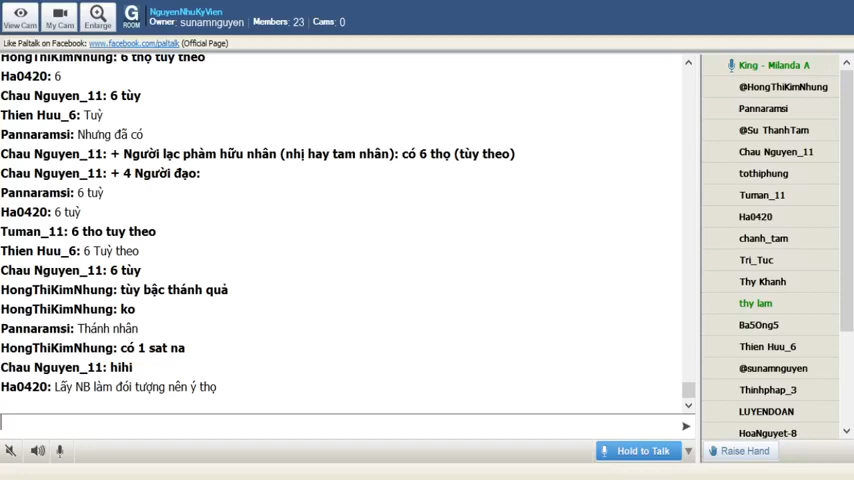 View Cam
My Cam
Enlarge
G
ROOM
NguyenNhuKyVien
Owner: sunamnguyen Members: 23 Cams: 0
Like Paltalk on Facebook: www.facebook.com/paltalk (Official Page)
HongThiKimNhung: 6 thọ tuy theo
Ha0420: 6
Chau Nguyen_11: 6 tùy
Thien Huu_6: Tuỳ
Pannaramsi: Nhưng đã có
Chau Nguyen_11: + Người lạc phàm hữu nhân (nhị hay tam nhân): có 6 thọ (tùy theo)
Chau Nguyen_11: + 4 Người đạo:
Pannaramsi: 6 tuỳ
Ha0420: 6 tuỳ
Tuman_11: 6 tho tuy theo
Thien Huu_6: 6 Tuỳ theo
Chau Nguyen_11: 6 tùy
HongThiKimNhung: tùy bậc thánh quả
HongThiKimNhung: ko
Pannaramsi: Thánh nhân
HongThiKimNhung: có 1 sat na
Chau Nguyen_11: hihi
Ha0420: Lấy NB làm đói tượng nên ý thọ
Hold to Talk
King - Milanda A
@HongThiKimNhung
Pannaramsi
@Su ThanhTam
Chau Nguyen_11
tothiphung
Tuman_11
Ha0420
chanh_tam
Tri_Tuc
Thy Khanh
thy lam
Ba5Ong5
Thien Huu_6
@sunamnguyen
Thinhphap_3
LUYENDOAN
HoaNguyet-8
Raise Hand